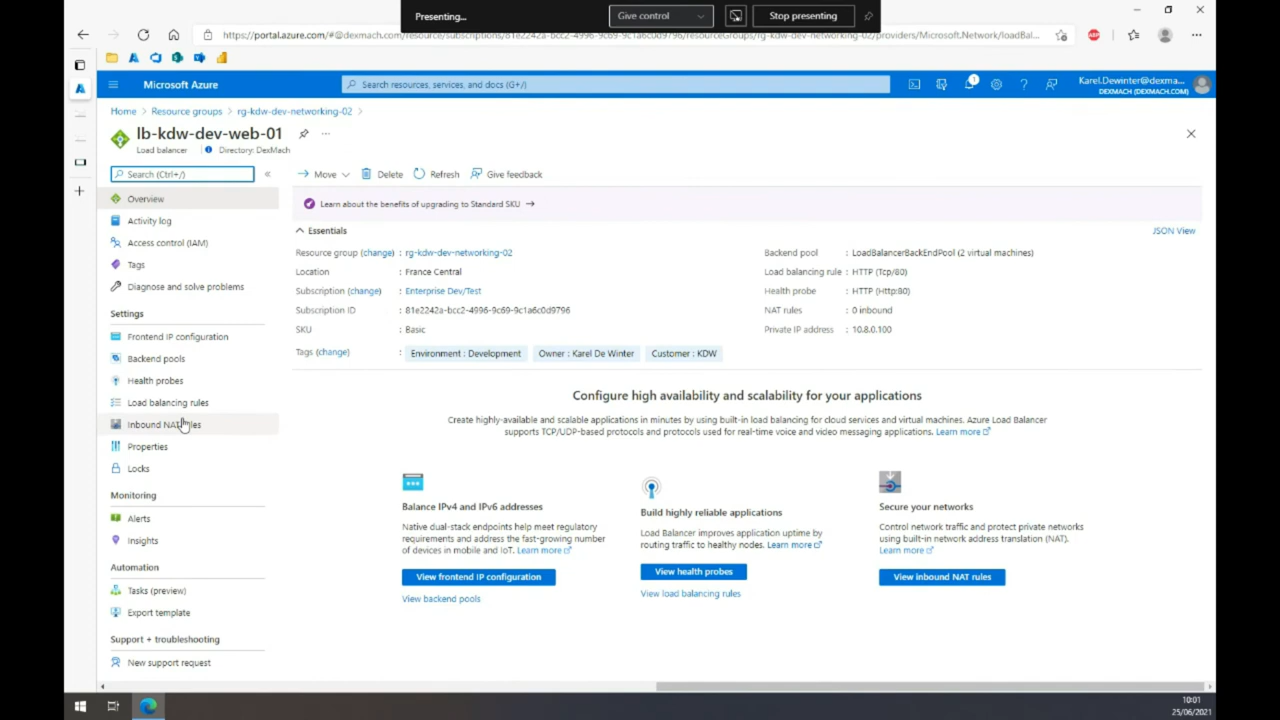 Presenting...
Give control
Stop presenting
https://portal.azure.com/#@dexmach.com/resource/subscriptions/81e2242a-bcc2-4996-9c69-9c1a6c0d9796/resourceGroups/rg-kdw-dev-networking-02/providers/Microsoft.Network/loadBal...
Microsoft Azure
Search resources, services, and docs (G+/)
1
Karel.Dewinter@dexma...
DEXMACH (DEXMACH.COM)
Home > Resource groups > rg-kdw-dev-networking-02 >
lb-kdw-dev-web-01
Load balancer
Directory: DexMach
Search (Ctrl+/)
Move
Delete
Refresh
Give feedback
Overview
Activity log
Access control (IAM)
Tags
Diagnose and solve problems
Settings
Frontend IP configuration
Backend pools
Health probes
Load balancing rules
Inbound NAT rules
Properties
Locks
Monitoring
Alerts
Insights
Automation
Tasks (preview)
Export template
Support + troubleshooting
New support request
Learn about the benefits of upgrading to Standard SKU →
Essentials
JSON View
Resource group (change) : rg-kdw-dev-networking-02
Location : France Central
Subscription (change) : Enterprise Dev/Test
Subscription ID : 81e2242a-bcc2-4996-9c69-9c1a6c0d9796
SKU : Basic
Tags (change) : Environment : Development Owner : Karel De Winter Customer : KDW
Backend pool : LoadBalancerBackEndPool (2 virtual machines)
Load balancing rule : HTTP (Tcp/80)
Health probe : HTTP (Http:80)
NAT rules : 0 inbound
Private IP address : 10.8.0.100
Configure high availability and scalability for your applications
Create highly-available and scalable applications in minutes by using built-in load balancing for cloud services and virtual machines. Azure Load Balancer
supports TCP/UDP-based protocols and protocols used for real-time voice and video messaging applications. Learn more
Balance IPv4 and IPv6 addresses
Native dual-stack endpoints help meet regulatory
requirements and address the fast-growing number
of devices in mobile and IoT. Learn more
View frontend IP configuration
View backend pools
Build highly reliable applications
Load Balancer improves application uptime by
routing traffic to healthy nodes. Learn more
View health probes
View load balancing rules
Secure your networks
Control network traffic and protect private networks
using built-in network address translation (NAT).
Learn more
View inbound NAT rules
10:01
25/06/2021